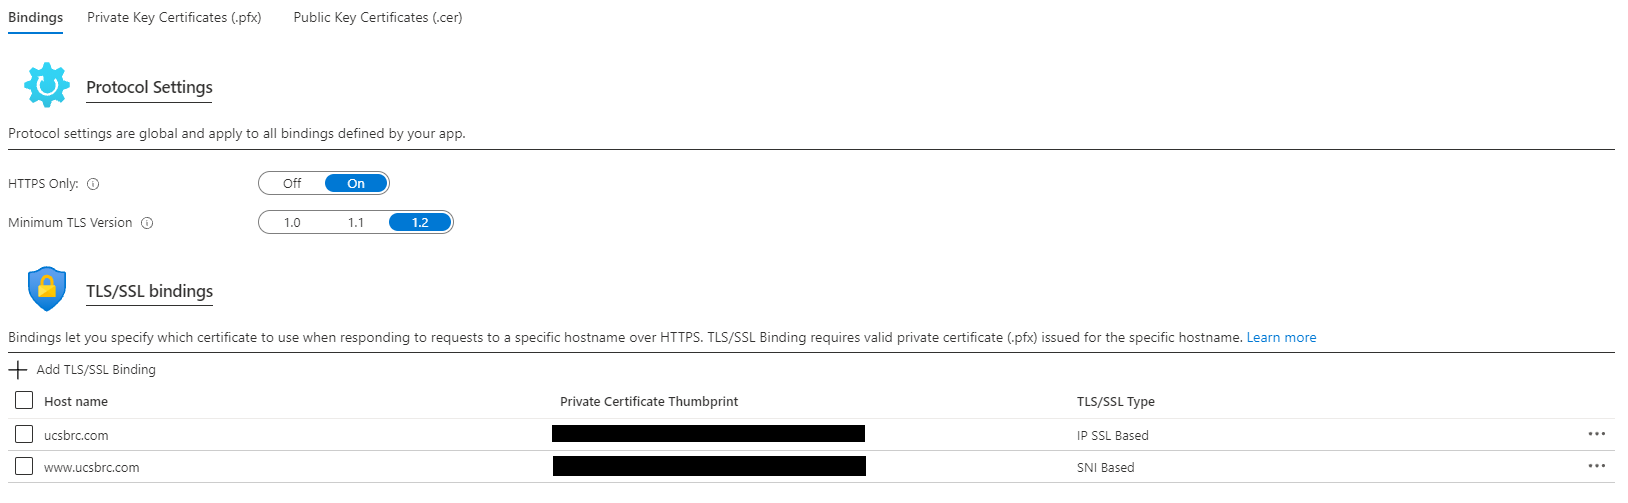 Bindings Private Key Certificates (.pfx) Public Key Certificates (.cer)
Protocol Settings
Protocol settings are global and apply to all bindings defined by your app.
HTTPS Only: Off On
Minimum TLS Version 1.0 1.1 1.2
TLS/SSL bindings
Bindings let you specify which certificate to use when responding to requests to a specific hostname over HTTPS. TLS/SSL Binding requires valid private certificate (.pfx) issued for the specific hostname. Learn more
Add TLS/SSL Binding
Host name Private Certificate Thumbprint TLS/SSL Type
ucsbrc.com IP SSL Based
www.ucsbrc.com SNI Based